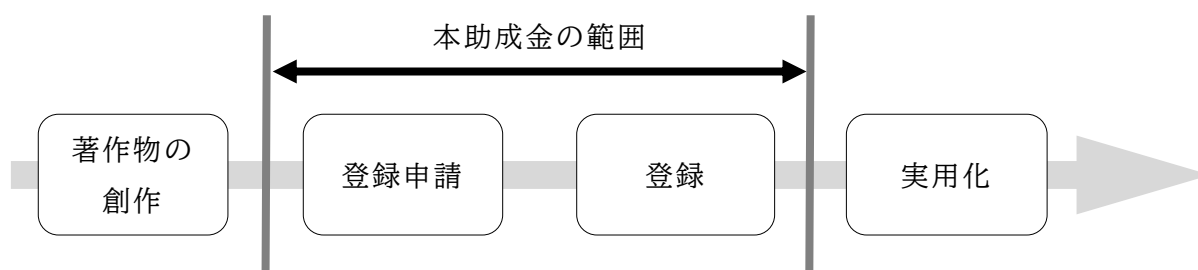 本助成金の範囲
著作物の
創作
登録申請
登録
実用化